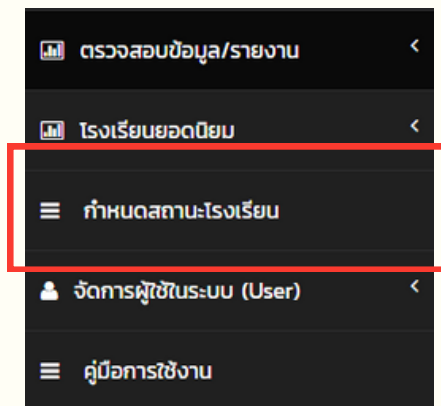 ตรวจสอบข้อมูล/รายงาน
โรงเรียนยอดนิยม
กำหนดสถานะโรงเรียน
จัดการผู้ใช้ในระบบ (User)
คู่มือการใช้งาน